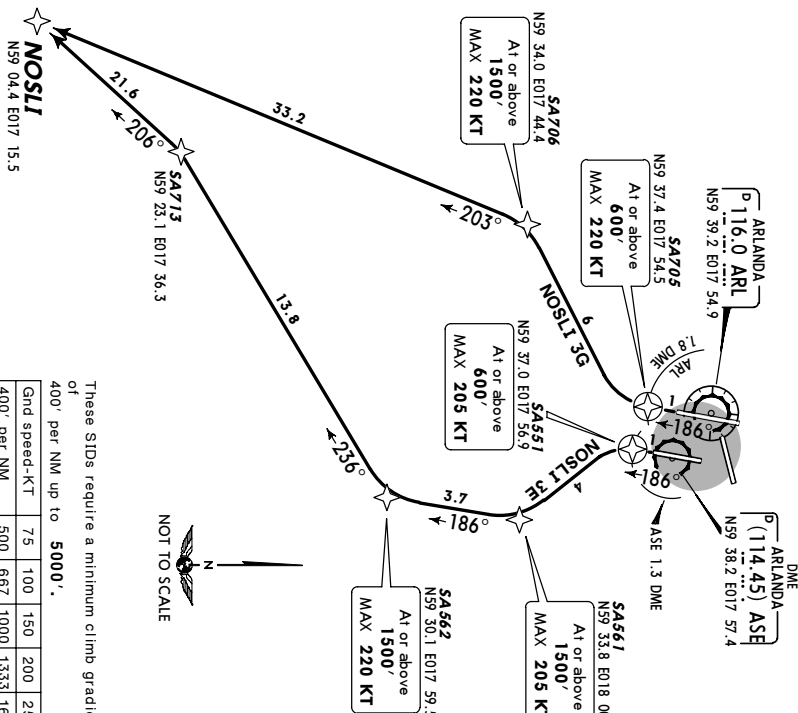 DME
ARLANDA
D 116.0 ARL
N59 39.2 E017 54.9
ARLANDA
D (114.45) ASE
N59 38.2 E017 57.4
SA705
N59 37.4 E017 54.5
At or above
600'
MAX 220 KT
ARL
1.8 DME
1
186°
1
186°
ASE 1.3 DME
SA706
N59 34.0 E017 44.4
At or above
1500'
MAX 220 KT
6
NOSLI 3G
SA551
N59 37.0 E017 56.9
At or above
600'
MAX 205 KT
NOSLI 3E
4
SA561
N59 33.8 E018
At or above
1500'
MAX 205 KT
203°
33.2
3.7
186°
SA562
N59 30.1 E017 59.5
At or above
1500'
MAX 220 KT
236°
13.8
SA713
N59 23.1 E017 36.3
206°
21.6
NOSLI
N59 04.4 E017 15.5
N
NOT TO SCALE
These SIDs require a minimum climb
of
400' per NM up to 5000'.
Gnd speed-KT 75 100 150 200
400' per NM 500 667 1000 1333